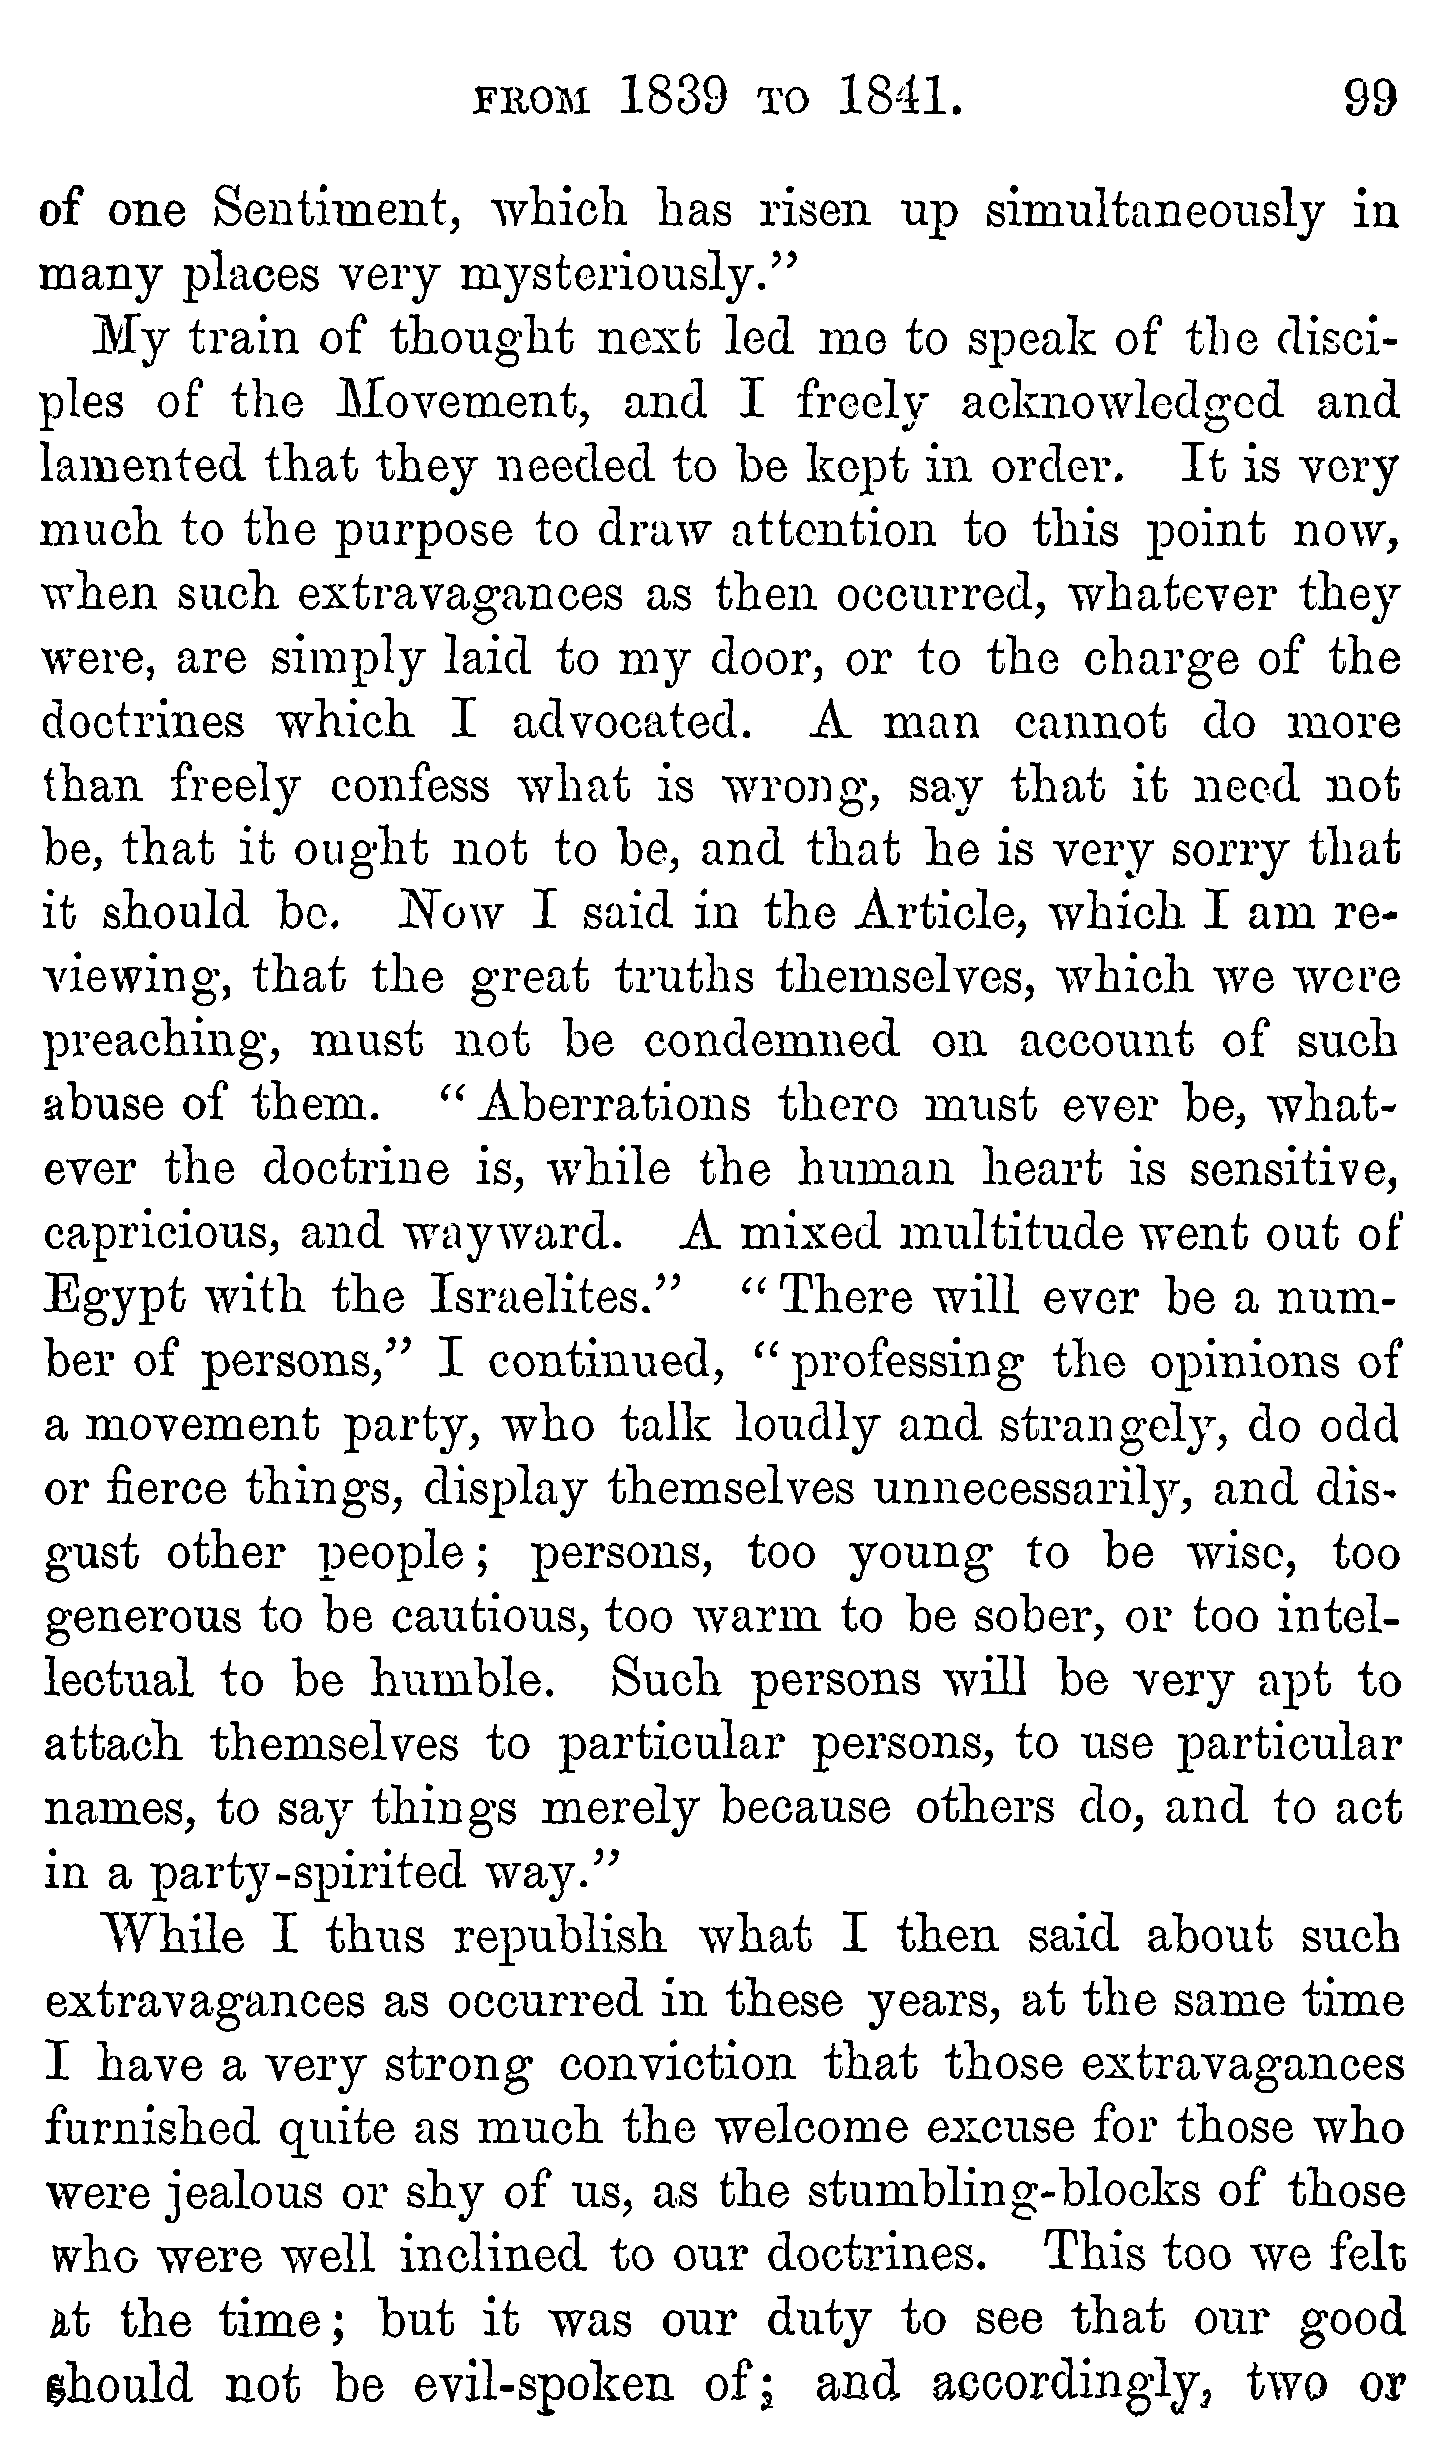 FROM 1839 TO 1841. 99
of one Sentiment, which has risen up simultaneously in
many places very mysteriously.”
My train of thought next led me to speak of the disci-
ples of the Movement, and I freely acknowledged and
lamented that they needed to be kept in order. It is very
much to the purpose to draw attention to this point now,
when such extravagances as then occurred, whatever they
were, are simply laid to my door, or to the charge of the
doctrines which I advocated. A man cannot do more
than freely confess what is wrong, say that it need not
be, that it ought not to be, and that he is very sorry that
it should be. Now I said in the Article, which I am re-
viewing, that the great truths themselves, which we were
preaching, must not be condemned on account of such
abuse of them. “Aberrations there must ever be, what-
ever the doctrine is, while the human heart is sensitive,
capricious, and wayward. A mixed multitude went out of
Egypt with the Israelites.” “There will ever be a num-
ber of persons,” I continued, “professing the opinions of
a movement party, who talk loudly and strangely, do odd
or fierce things, display themselves unnecessarily, and dis-
gust other people; persons, too young to be wise, too
generous to be cautious, too warm to be sober, or too intel-
lectual to be humble. Such persons will be very apt to
attach themselves to particular persons, to use particular
names, to say things merely because others do, and to act
in a party-spirited way.”
While I thus republish what I then said about such
extravagances as occurred in these years, at the same time
I have a very strong conviction that those extravagances
furnished quite as much the welcome excuse for those who
were jealous or shy of us, as the stumbling-blocks of those
who were well inclined to our doctrines. This too we felt
at the time; but it was our duty to see that our good
should not be evil-spoken of; and accordingly, two or